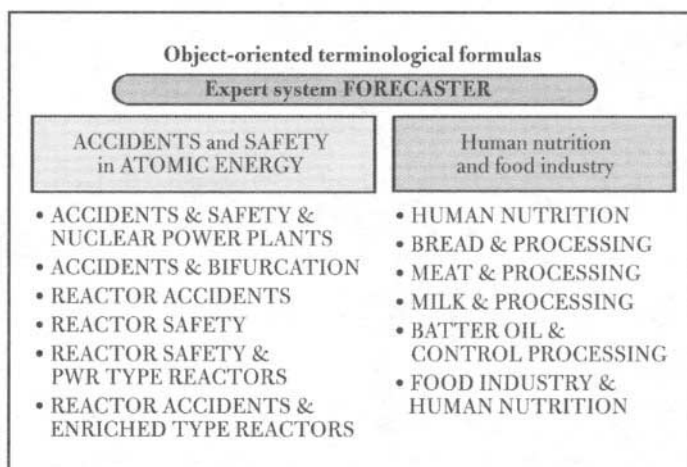 Object-oriented terminological formulas
Expert system FORECASTER
ACCIDENTS and SAFETY
in ATOMIC ENERGY
• ACCIDENTS & SAFETY &
NUCLEAR POWER PLANTS
• ACCIDENTS & BIFURCATION
• REACTOR ACCIDENTS
• REACTOR SAFETY
• REACTOR SAFETY &
PWR TYPE REACTORS
• REACTOR ACCIDENTS &
ENRICHED TYPE REACTORS
Human nutrition
and food industry
• HUMAN NUTRITION
• BREAD & PROCESSING
• MEAT & PROCESSING
• MILK & PROCESSING
• BATTER OIL &
CONTROL PROCESSING
• FOOD INDUSTRY &
HUMAN NUTRITION